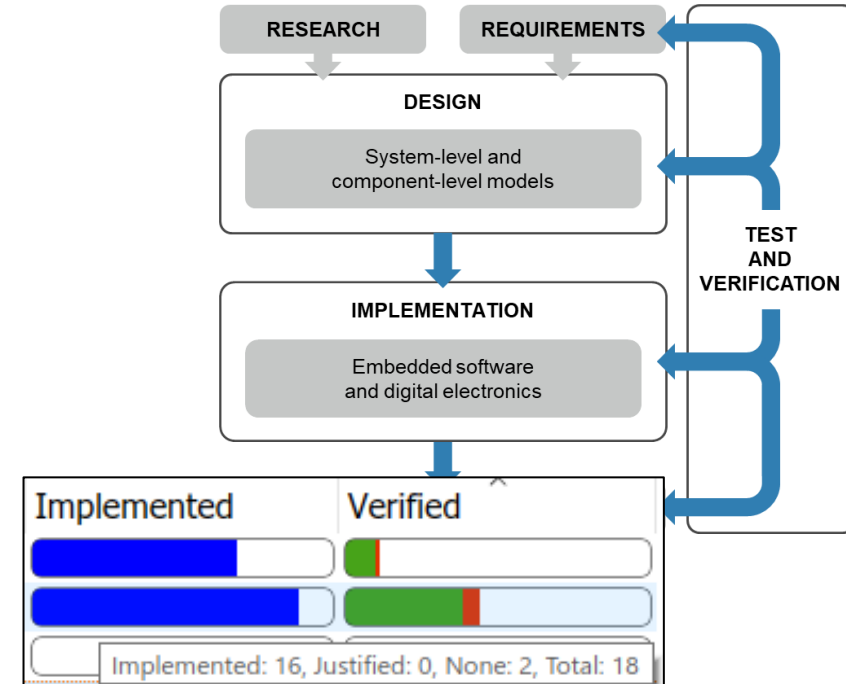 RESEARCH
REQUIREMENTS
DESIGN
System-level and
component-level models
TEST
AND
VERIFICATION
IMPLEMENTATION
Embedded software
and digital electronics
Implemented
Verified
Implemented: 16, Justified: 0, None: 2, Total: 18